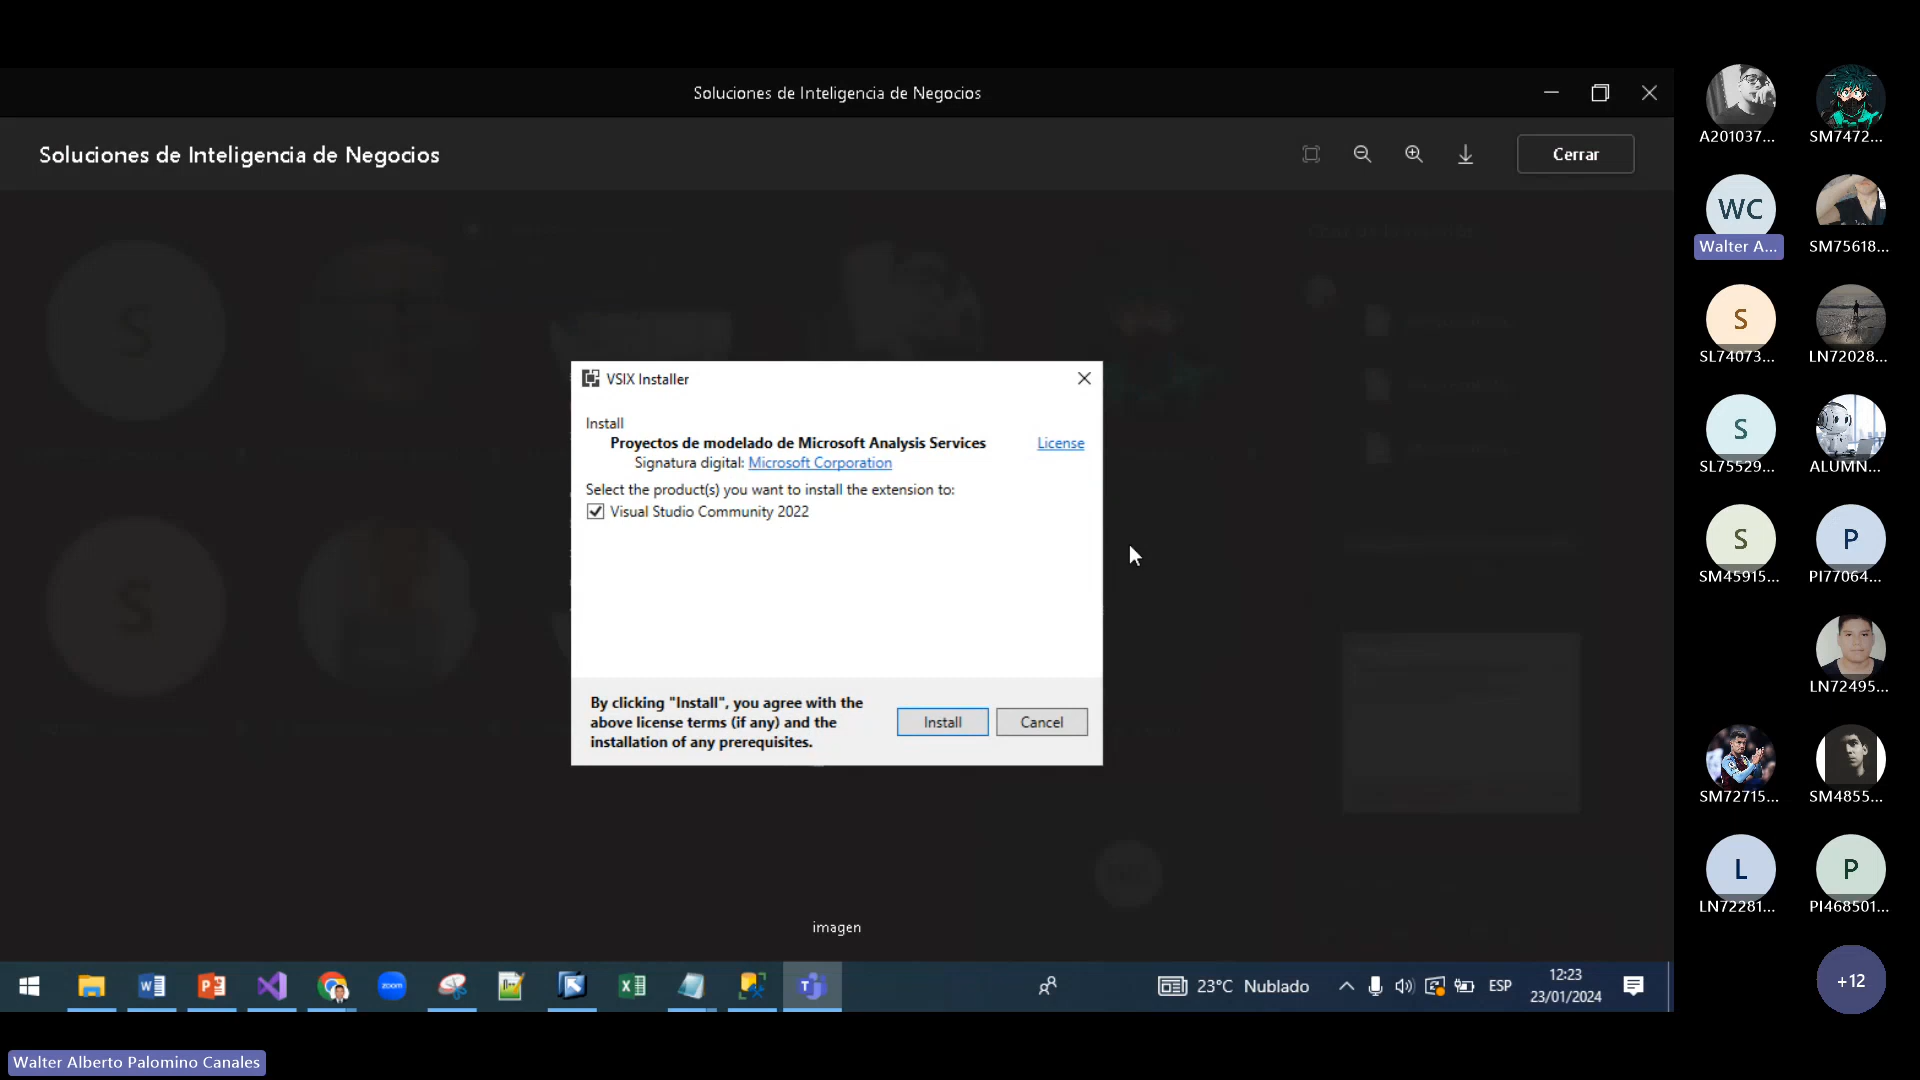 Soluciones de Inteligencia de Negocios
Soluciones de Inteligencia de Negocios
Cerrar
VSIX Installer
Install
Proyectos de modelado de Microsoft Analysis Services
License
Signatura digital: Microsoft Corporation
Select the product(s) you want to install the extension to:
Visual Studio Community 2022
By clicking "Install", you agree with the
above license terms (if any) and the
installation of any prerequisites.
Install
Cancel
imagen
zoom
23°C Nublado
ESP
12:23
23/01/2024
A201037...
SM7472...
WC
Walter A...
SM75618...
S
SL74073...
LN72028...
S
SL75529...
ALUMN...
S
SM45915...
P
PI77064...
LN72495...
SM72715...
SM4855...
L
LN72281...
P
PI468501...
+12
Walter Alberto Palomino Canales